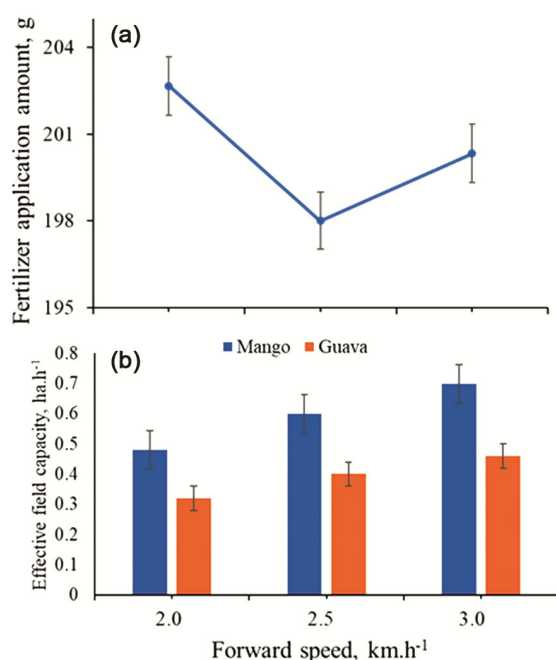 (a)
Fertilizer application amount, g
204
201
198
195
(b)
Mango Guava
Effective field capacity, ha.h⁻¹
0.8
0.7
0.6
0.5
0.4
0.3
0.2
0.1
0
2.0 2.5 3.0
Forward speed, km.h⁻¹